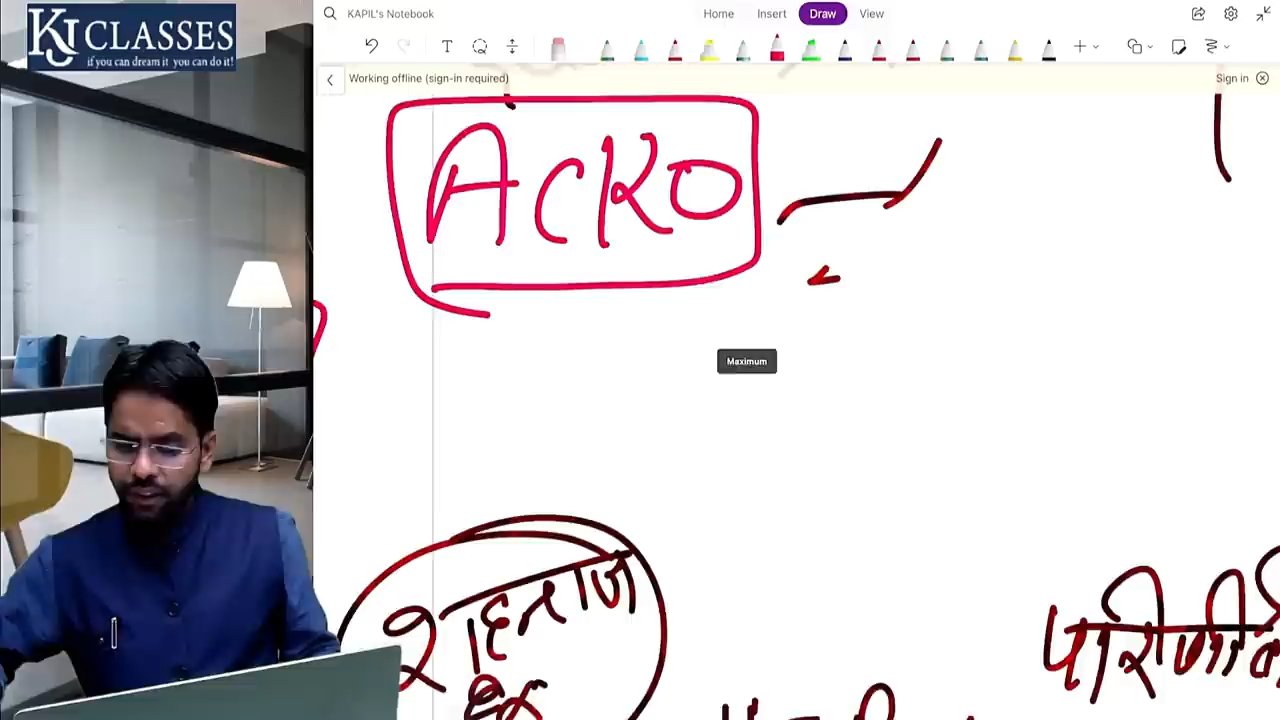 KJ CLASSES
if you can dream it you can do it!
KAPIL's Notebook
Home Insert Draw View
Working offline (sign-in required)
Sign in
ACKO
Maximum
शहनाज